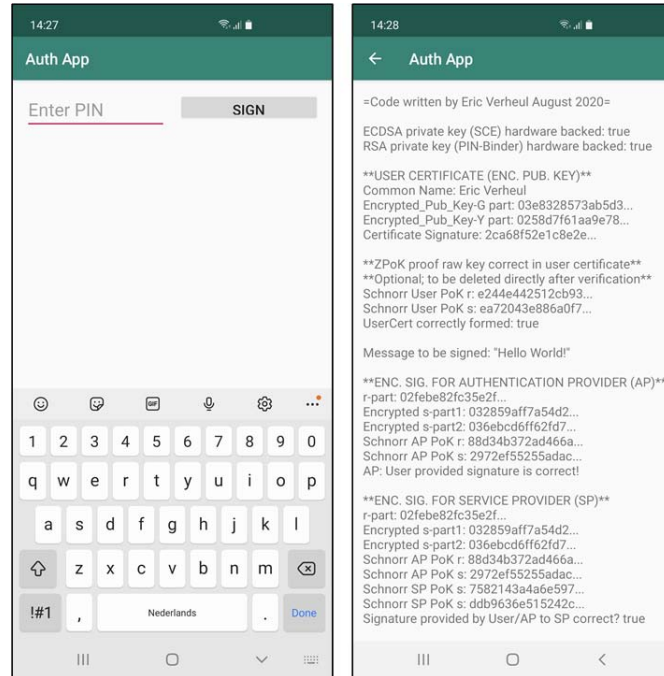 14:27
Auth App
Enter PIN
SIGN
GIF
1 2 3 4 5 6 7 8 9 0
q w e r t y u i o p
a s d f g h j k l
z x c v b n m
!#1 , Nederlands . Done
14:28
Auth App
=Code written by Eric Verheul August 2020=
ECDSA private key (SCE) hardware backed: true
RSA private key (PIN-Binder) hardware backed: true
**USER CERTIFICATE (ENC. PUB. KEY)**
Common Name: Eric Verheul
Encrypted_Pub_Key-G part: 03e8328573ab5d3...
Encrypted_Pub_Key-Y part: 0258d7f61aa9e78...
Certificate Signature: 2ca68f52e1c8e2e...
**ZPoK proof raw key correct in user certificate**
**Optional; to be deleted directly after verification**
Schnorr User PoK r: e244e442512cb93...
Schnorr User PoK s: ea72043e886a0f7...
UserCert correctly formed: true
Message to be signed: "Hello World!"
**ENC. SIG. FOR AUTHENTICATION PROVIDER (AP)**
r-part: 02febe82fc35e2f...
Encrypted s-part1: 032859aff7a54d2...
Encrypted s-part2: 036ebcd6ff62fd7...
Schnorr AP PoK r: 88d34b372ad466a...
Schnorr AP PoK s: 2972ef55255adac...
AP: User provided signature is correct!
**ENC. SIG. FOR SERVICE PROVIDER (SP)**
r-part: 02febe82fc35e2f...
Encrypted s-part1: 032859aff7a54d2...
Encrypted s-part2: 036ebcd6ff62fd7...
Schnorr AP PoK r: 88d34b372ad466a...
Schnorr AP PoK s: 2972ef55255adac...
Schnorr SP PoK s: 7582143a4a6e597...
Schnorr SP PoK s: ddb9636e515242c...
Signature provided by User/AP to SP correct? true